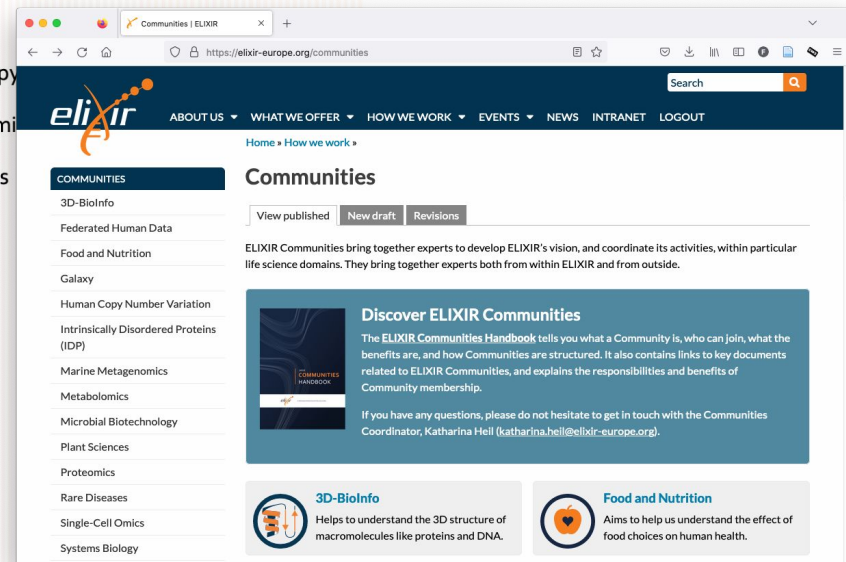 Communities | ELIXIR
https://elixir-europe.org/communities
Search
elixir
ABOUT US WHAT WE OFFER HOW WE WORK EVENTS NEWS INTRANET LOGOUT
Home » How we work »
COMMUNITIES
3D-BioInfo
Federated Human Data
Food and Nutrition
Galaxy
Human Copy Number Variation
Intrinsically Disordered Proteins
(IDP)
Marine Metagenomics
Metabolomics
Microbial Biotechnology
Plant Sciences
Proteomics
Rare Diseases
Single-Cell Omics
Systems Biology
Communities
View published New draft Revisions
ELIXIR Communities bring together experts to develop ELIXIR's vision, and coordinate its activities, within particular
life science domains. They bring together experts both from within ELIXIR and from outside.
COMMUNITIES
HANDBOOK
elixir
Discover ELIXIR Communities
The ELIXIR Communities Handbook tells you what a Community is, who can join, what the
benefits are, and how Communities are structured. It also contains links to key documents
related to ELIXIR Communities, and explains the responsibilities and benefits of
Community membership.
If you have any questions, please do not hesitate to get in touch with the Communities
Coordinator, Katharina Heil (katharina.heil@elixir-europe.org).
3D-BioInfo
Helps to understand the 3D structure of
macromolecules like proteins and DNA.
Food and Nutrition
Aims to help us understand the effect of
food choices on human health.